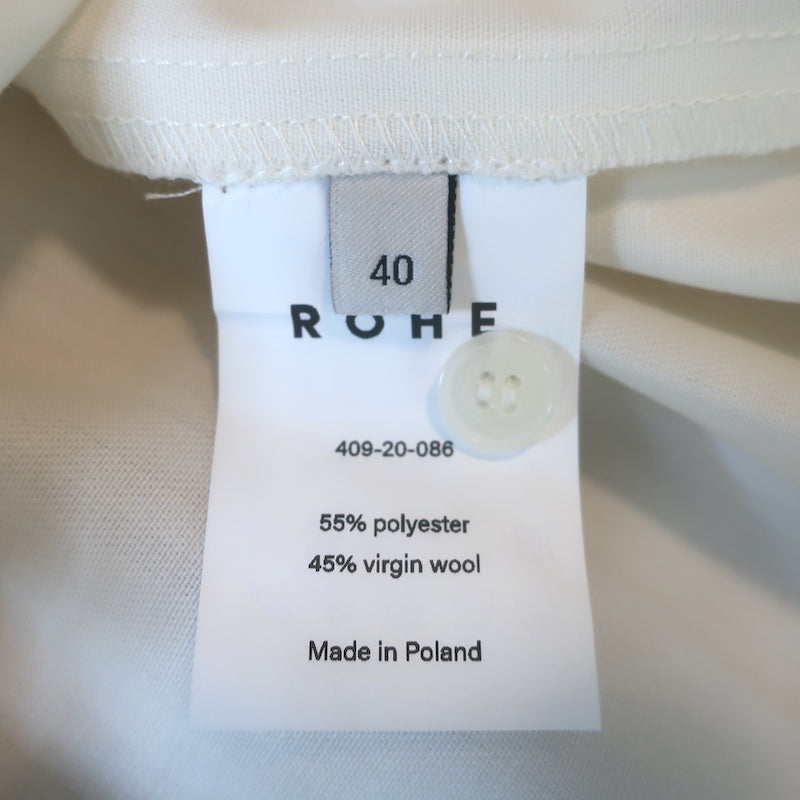 40
ROHE
409-20-086
55% polyester
45% virgin wool
Made in Poland